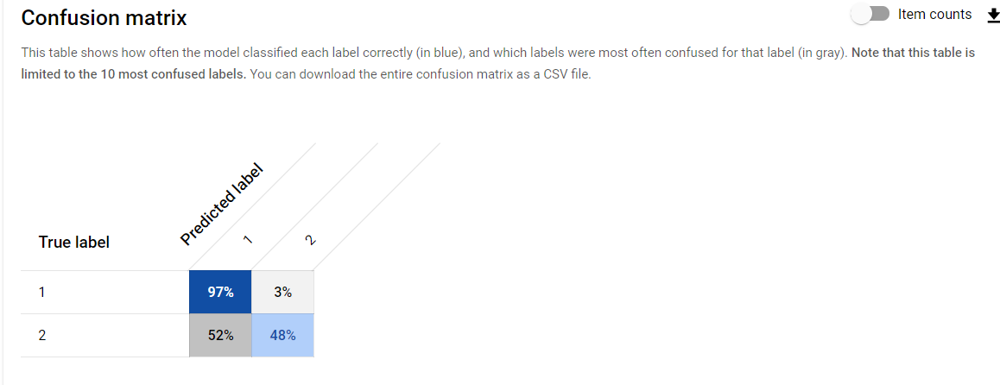 Confusion matrix
Item counts
This table shows how often the model classified each label correctly (in blue), and which labels were most often confused for that label (in gray). Note that this table is
limited to the 10 most confused labels. You can download the entire confusion matrix as a CSV file.
Predicted label
True label
1 2
1 97% 3%
2 52% 48%